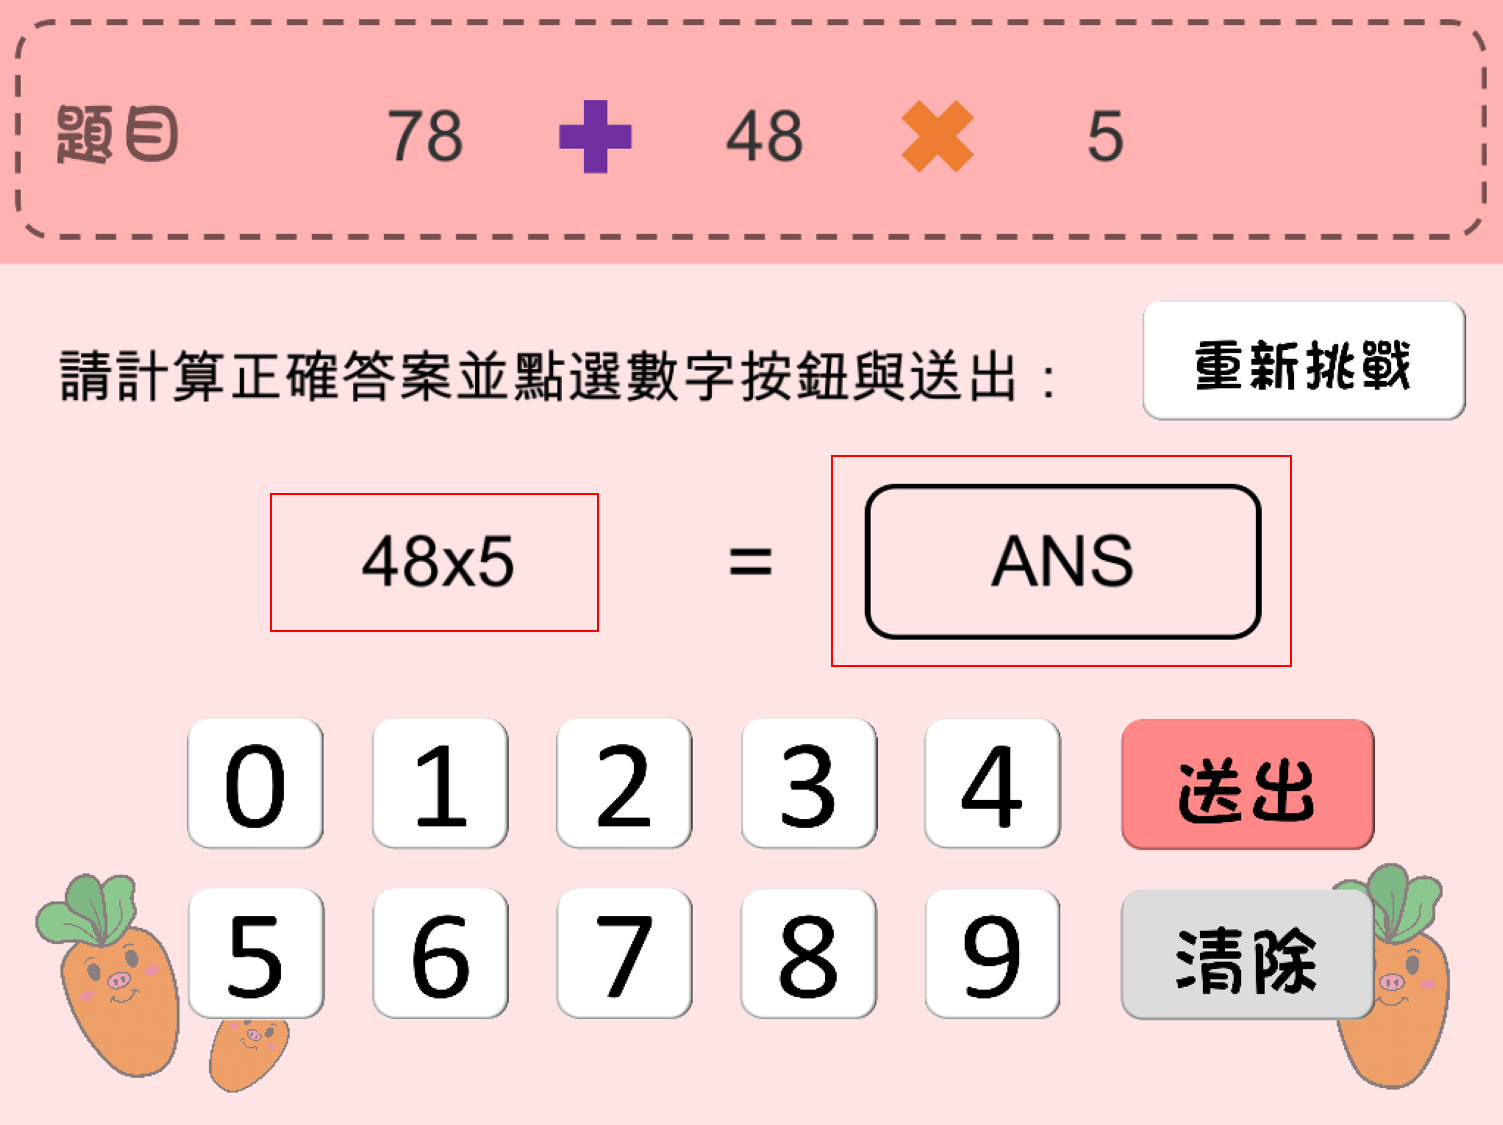 題目 78 + 48 × 5
請計算正確答案並點選數字按鈕與送出：
重新挑戰
48x5 = ANS
0 1 2 3 4 送出
5 6 7 8 9 清除